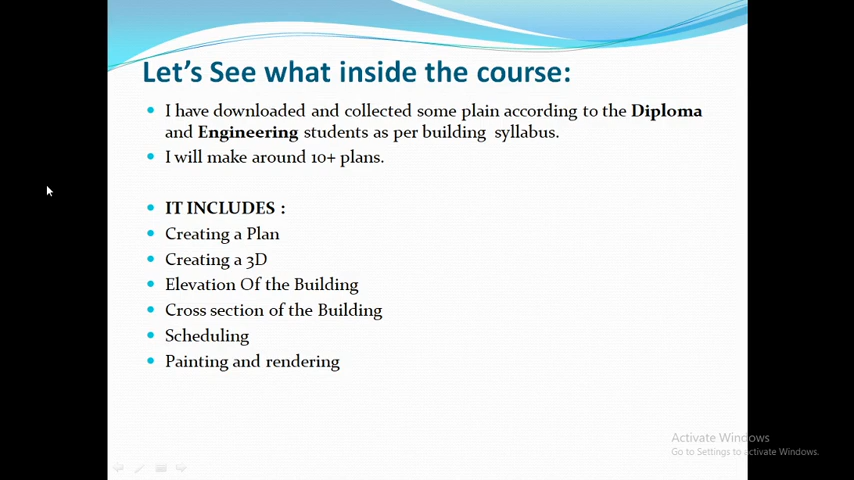 Let's See what inside the course:
I have downloaded and collected some plain according to the Diploma
and Engineering students as per building syllabus.
I will make around 10+ plans.
IT INCLUDES :
Creating a Plan
Creating a 3D
Elevation Of the Building
Cross section of the Building
Scheduling
Painting and rendering
Activate Windows
Go to Settings to activate Windows.